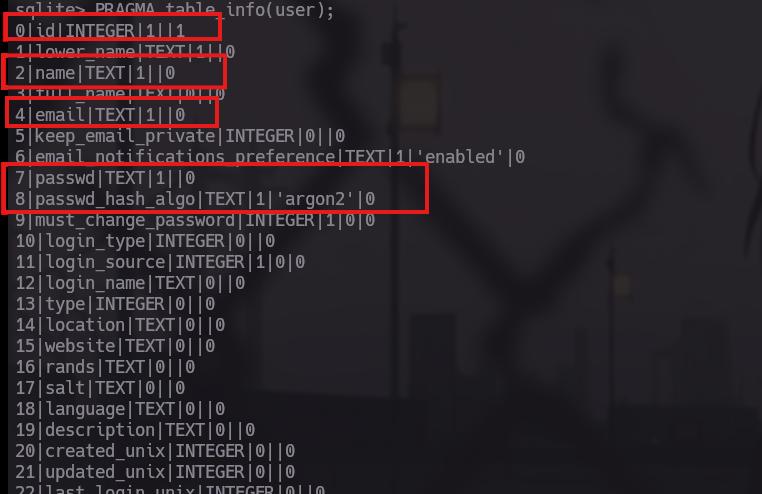 sqlite> PRAGMA table_info(user);
0|id|INTEGER|1||1
1|lower_name|TEXT|1||0
2|name|TEXT|1||0
3|full_name|TEXT|0||0
4|email|TEXT|1||0
5|keep_email_private|INTEGER|0||0
6|email_notifications_preference|TEXT|1|'enabled'|0
7|passwd|TEXT|1||0
8|passwd_hash_algo|TEXT|1|'argon2'|0
9|must_change_password|INTEGER|1|0|0
10|login_type|INTEGER|0||0
11|login_source|INTEGER|1|0|0
12|login_name|TEXT|0||0
13|type|INTEGER|0||0
14|location|TEXT|0||0
15|website|TEXT|0||0
16|rands|TEXT|0||0
17|salt|TEXT|0||0
18|language|TEXT|0||0
19|description|TEXT|0||0
20|created_unix|INTEGER|0||0
21|updated_unix|INTEGER|0||0
22|last_login_unix|INTEGER|0||0